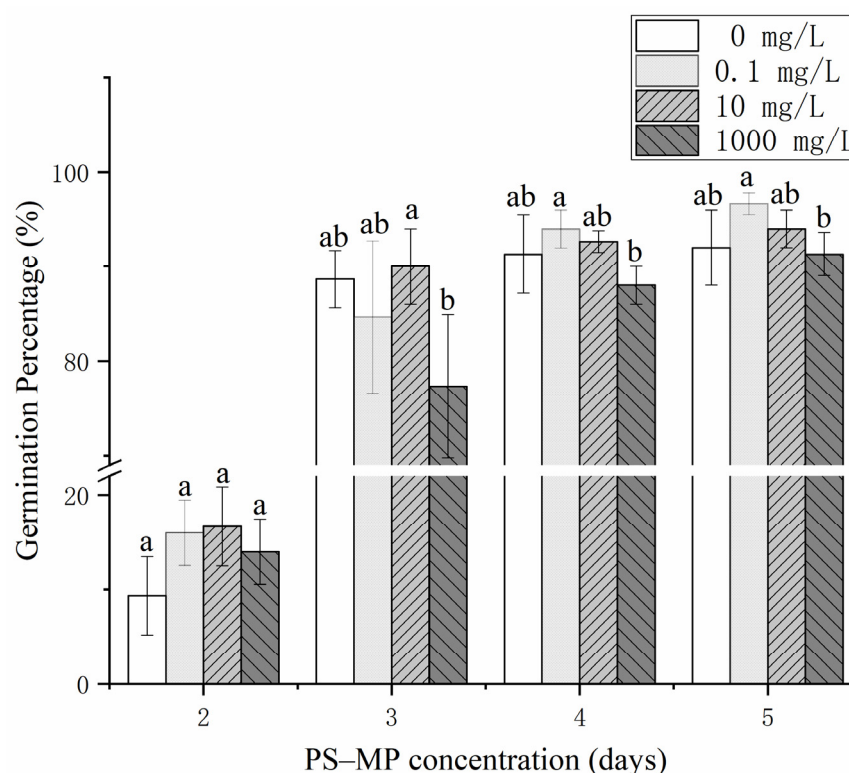 0 mg/L
0.1 mg/L
10 mg/L
1000 mg/L
Germination Percentage (%)
100
80
20
0
ab ab a b
ab a ab b
ab a ab b
a a a a
2 3 4 5
PS–MP concentration (days)